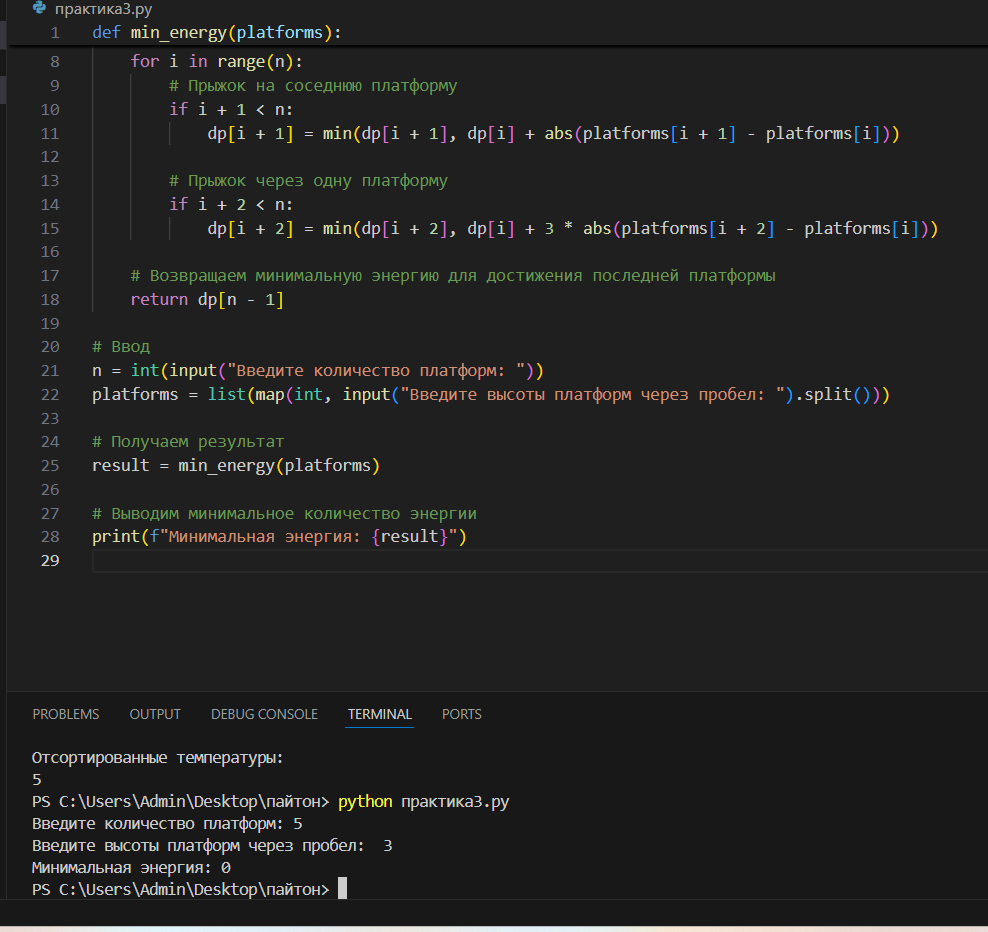 практика3.py
1 def min_energy(platforms):
8 for i in range(n):
9 # Прыжок на соседнюю платформу
10 if i + 1 < n:
11 dp[i + 1] = min(dp[i + 1], dp[i] + abs(platforms[i + 1] - platforms[i]))
12
13 # Прыжок через одну платформу
14 if i + 2 < n:
15 dp[i + 2] = min(dp[i + 2], dp[i] + 3 * abs(platforms[i + 2] - platforms[i]))
16
17 # Возвращаем минимальную энергию для достижения последней платформы
18 return dp[n - 1]
19
20 # Ввод
21 n = int(input("Введите количество платформ: "))
22 platforms = list(map(int, input("Введите высоты платформ через пробел: ").split()))
23
24 # Получаем результат
25 result = min_energy(platforms)
26
27 # Выводим минимальное количество энергии
28 print(f"Минимальная энергия: {result}")
29
PROBLEMS OUTPUT DEBUG CONSOLE TERMINAL PORTS
Отсортированные температуры:
5
PS C:\Users\Admin\Desktop\пайтон> python практика3.py
Введите количество платформ: 5
Введите высоты платформ через пробел:  3
Минимальная энергия: 0
PS C:\Users\Admin\Desktop\пайтон>